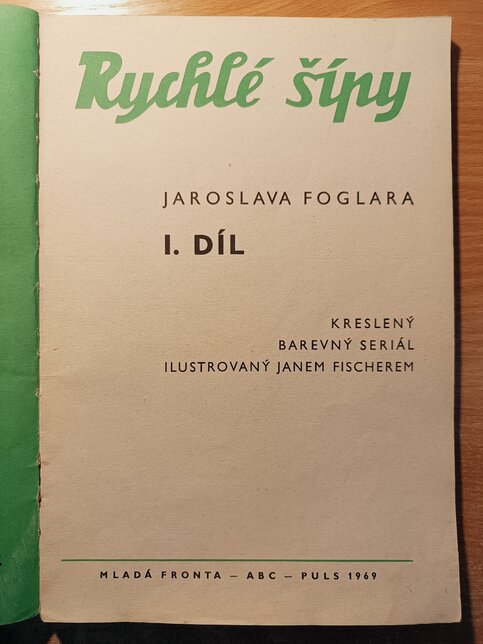 Rychlé šípy
JAROSLAVA FOGLARA
I. DÍL
KRESLENÝ
BAREVNÝ SERIÁL
ILUSTROVANÝ JANEM FISCHEREM
MLADÁ FRONTA — ABC — PULS 1969